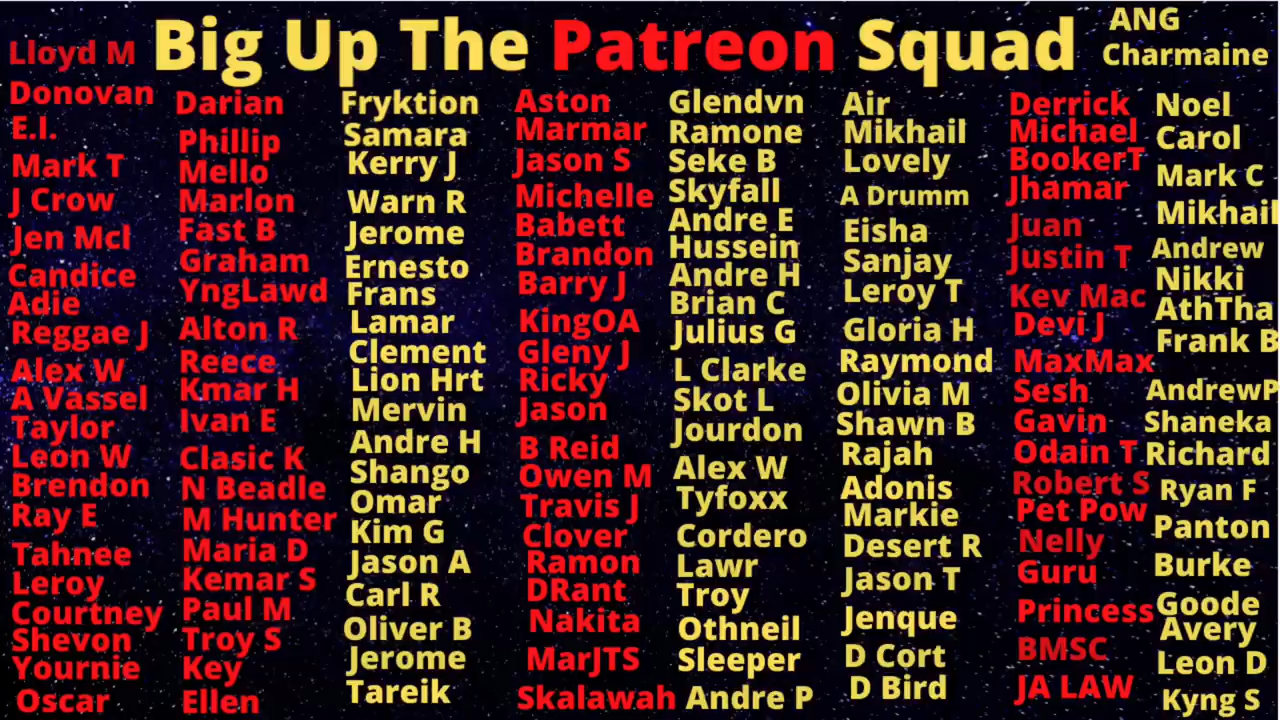 Big Up The Patreon Squad
ANG
Charmaine
Lloyd M
Donovan
E.I.
Mark T
J Crow
Jen Mcl
Candice
Adie
Reggae J
Alex W
A Vassel
Taylor
Leon W
Brendon
Ray E
Tahnee
Leroy
Courtney
Shevon
Yournie
Oscar
Darian
Phillip
Mello
Marlon
Fast B
Graham
YngLawd
Alton R
Reece
Kmar H
Ivan E
Clasic K
N Beadle
M Hunter
Maria D
Kemar S
Paul M
Troy S
Key
Ellen
Fryktion
Samara
Kerry J
Warn R
Jerome
Ernesto
Frans
Lamar
Clement
Lion Hrt
Mervin
Andre H
Shango
Omar
Kim G
Jason A
Carl R
Oliver B
Jerome
Tareik
Aston
Marmar
Jason S
Michelle
Babett
Brandon
Barry J
KingOA
Gleny J
Ricky
Jason
B Reid
Owen M
Travis J
Clover
Ramon
DRant
Nakita
MarJTS
Skalawah
Glendvn
Ramone
Seke B
Skyfall
Andre E
Hussein
Andre H
Brian C
Julius G
L Clarke
Skot L
Jourdon
Alex W
Tyfoxx
Cordero
Lawr
Troy
Othneil
Sleeper
Andre P
Air
Mikhail
Lovely
A Drumm
Eisha
Sanjay
Leroy T
Gloria H
Raymond
Olivia M
Shawn B
Rajah
Adonis
Markie
Desert R
Jason T
Jenque
D Cort
D Bird
Derrick
Michael
BookerT
Jhamar
Juan
Justin T
Kev Mac
Devi J
MaxMax
Sesh
Gavin
Odain T
Robert S
Pet Pow
Nelly
Guru
Princess
BMSC
JA LAW
Noel
Carol
Mark C
Mikhail
Andrew
Nikki
AthTha
Frank B
AndrewP
Shaneka
Richard
Ryan F
Panton
Burke
Goode
Avery
Leon D
Kyng S